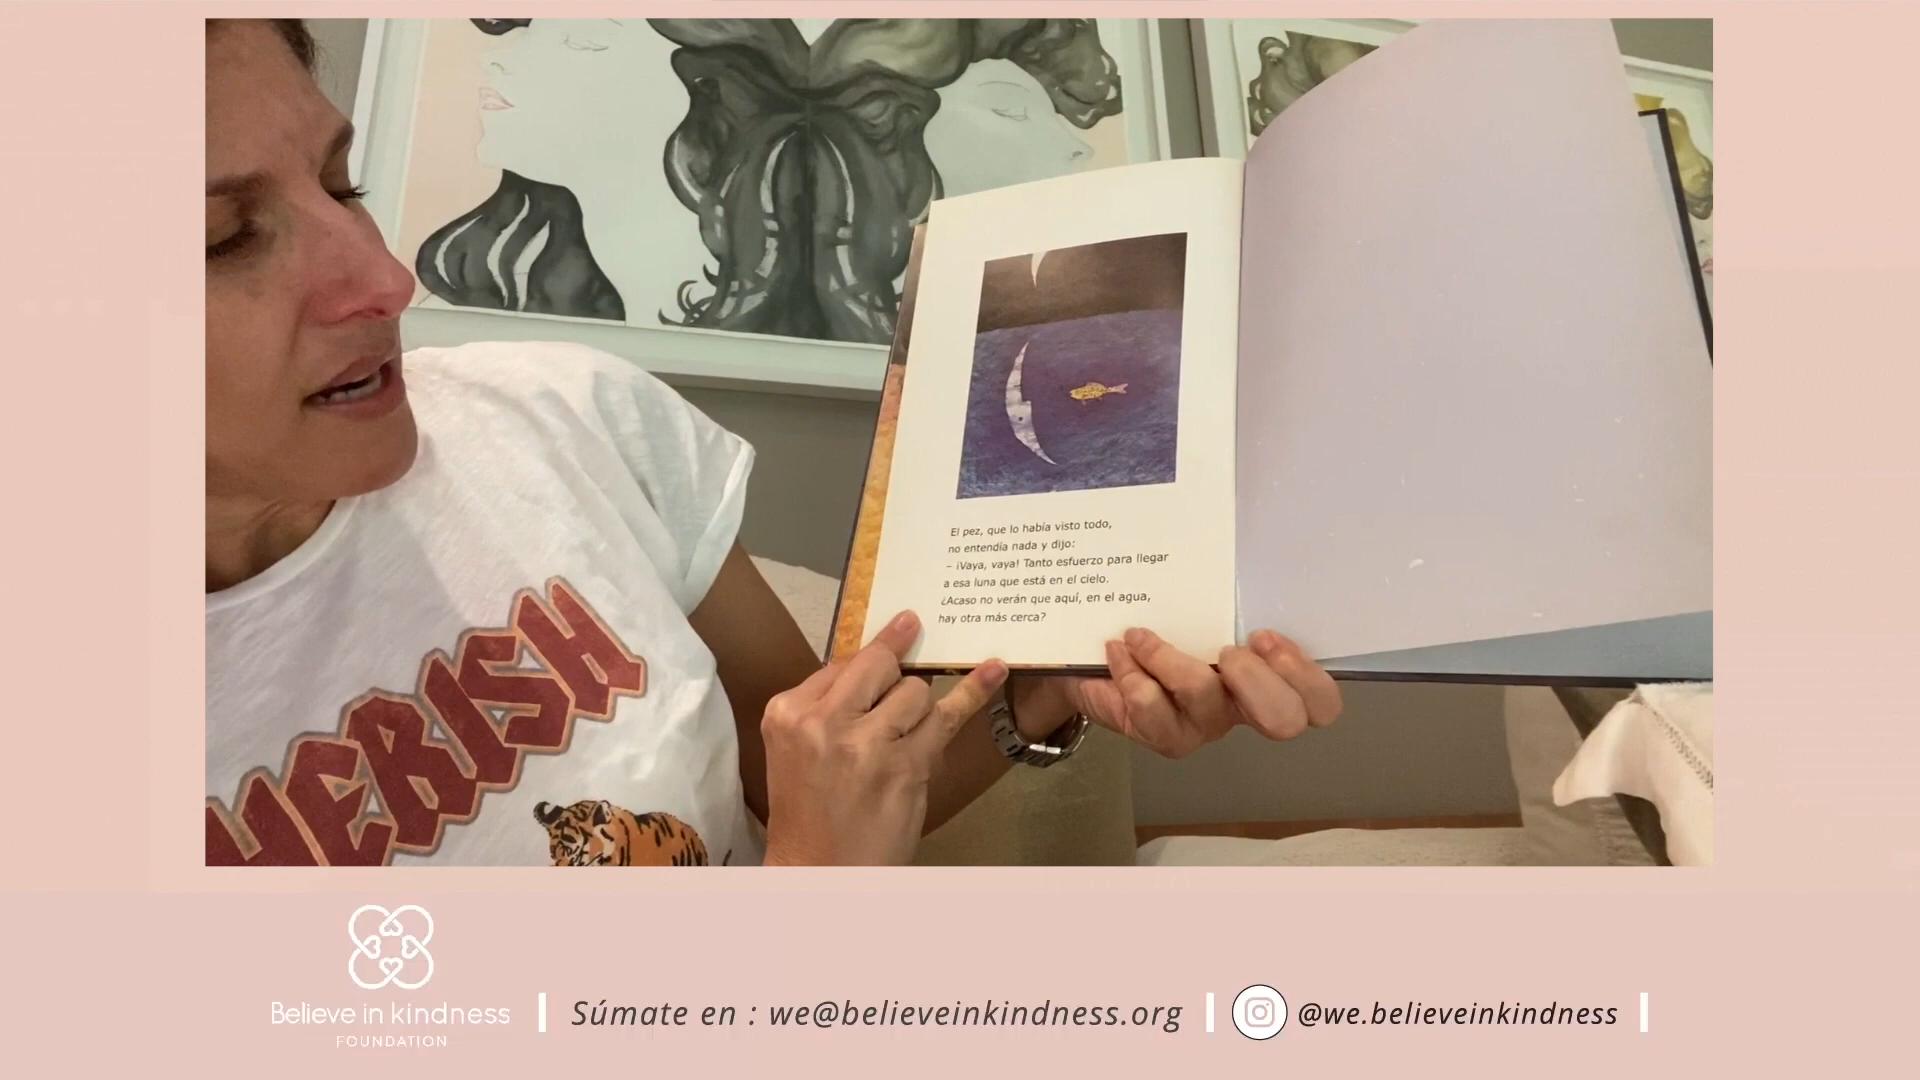 El pez, que lo había visto todo,
no entendía nada y dijo:
– ¡Vaya, vaya! Tanto esfuerzo para llegar
a esa luna que está en el cielo.
¿Acaso no verán que aquí, en el agua,
hay otra más cerca?
HERISH
Believe in kindness
FOUNDATION
Súmate en : we@believeinkindness.org
@we.believeinkindness